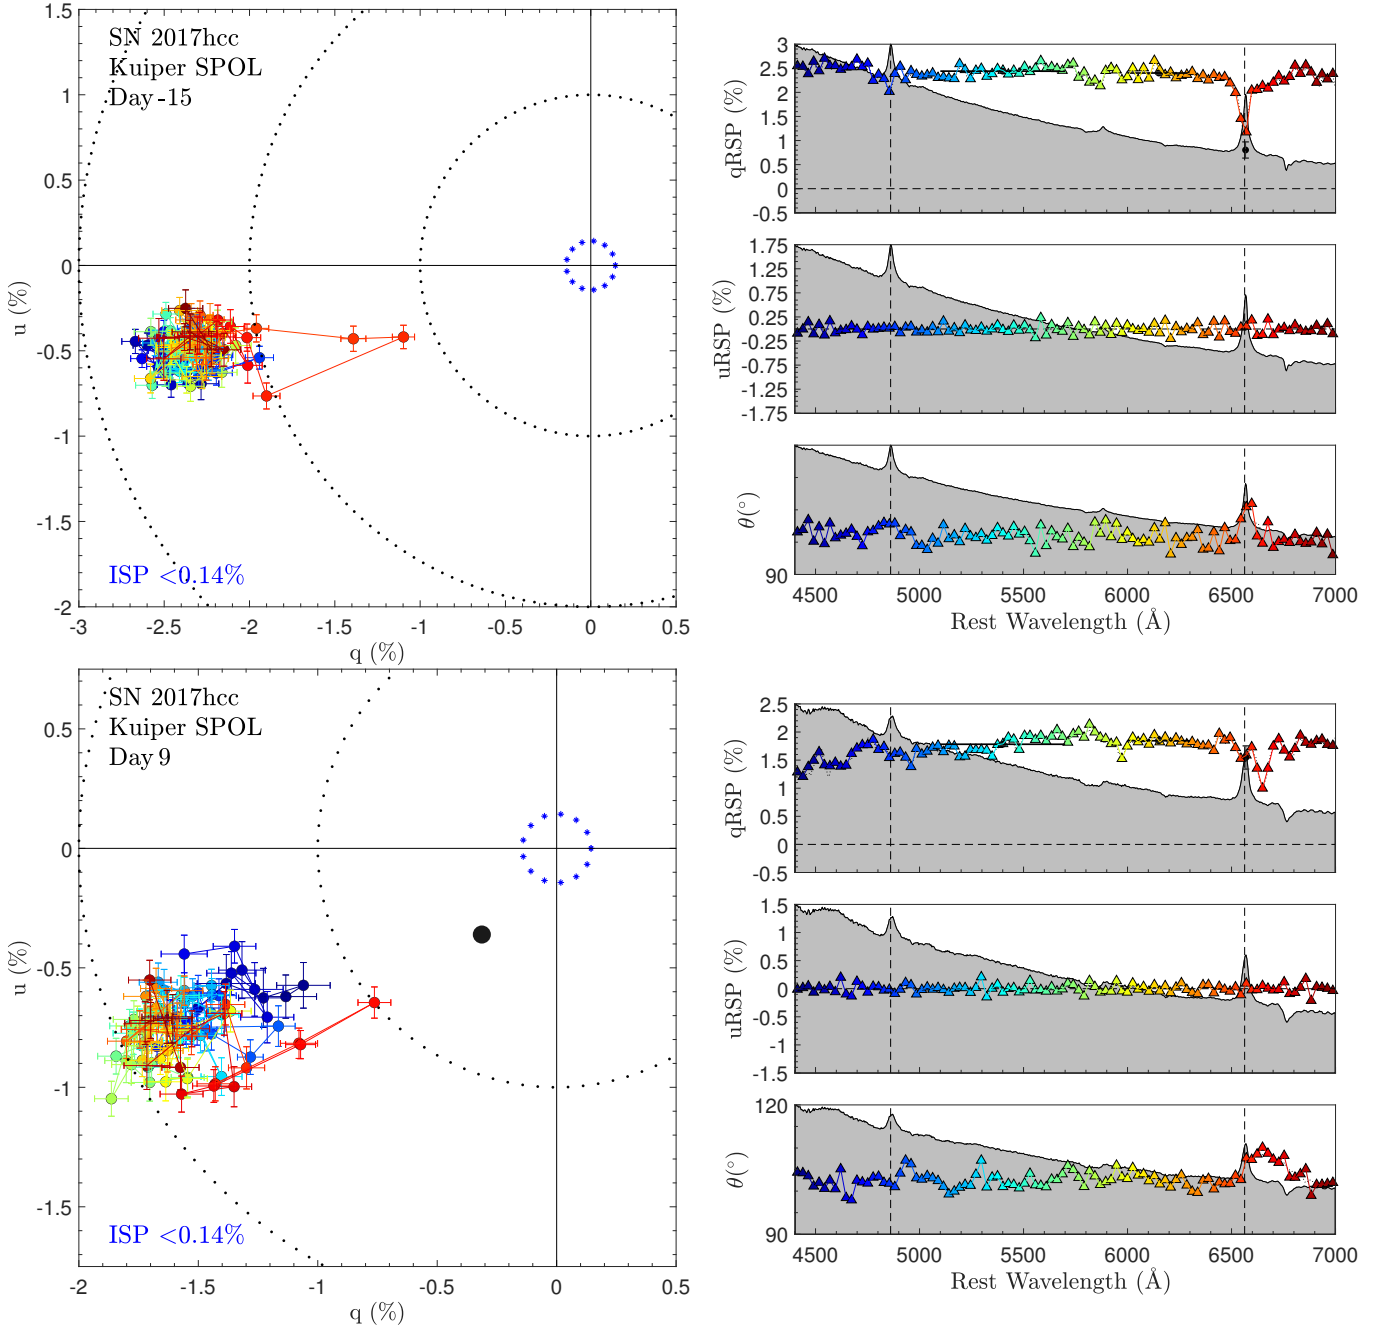 SN 2017hcc
Kuiper SPOL
Day -15
1.5
1
0.5
0
-0.5
-1
-1.5
-2
u (%)
ISP <0.14%
-3 -2.5 -2 -1.5 -1 -0.5 0 0.5
q (%)
3
2.5
2
1.5
1
0.5
0
-0.5
qRSP (%)
1.75
1.25
0.75
0.25
-0.25
-0.75
-1.25
-1.75
uRSP (%)
θ(°)
90
4500 5000 5500 6000 6500 7000
Rest Wavelength (Å)
SN 2017hcc
Kuiper SPOL
Day 9
0.5
0
-0.5
-1
-1.5
u (%)
ISP <0.14%
-2 -1.5 -1 -0.5 0 0.5
q (%)
2.5
2
1.5
1
0.5
0
-0.5
qRSP (%)
1.5
1
0.5
0
-0.5
-1
-1.5
uRSP (%)
120
θ(°)
90
4500 5000 5500 6000 6500 7000
Rest Wavelength (Å)